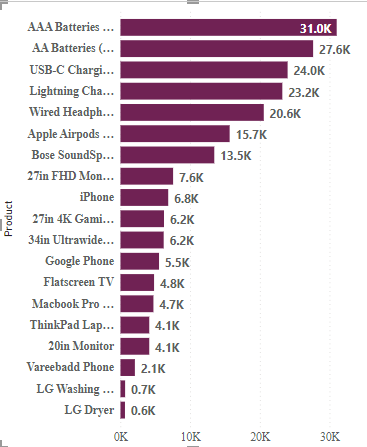 AAA Batteries ... 31.0K
AA Batteries (... 27.6K
USB-C Chargi... 24.0K
Lightning Cha... 23.2K
Wired Headph... 20.6K
Apple Airpods ... 15.7K
Bose SoundSp... 13.5K
27in FHD Mon... 7.6K
iPhone 6.8K
27in 4K Gami... 6.2K
34in Ultrawide... 6.2K
Google Phone 5.5K
Flatscreen TV 4.8K
Macbook Pro ... 4.7K
ThinkPad Lap... 4.1K
20in Monitor 4.1K
Vareebadd Phone 2.1K
LG Washing ... 0.7K
LG Dryer 0.6K
0K 10K 20K 30K
Product